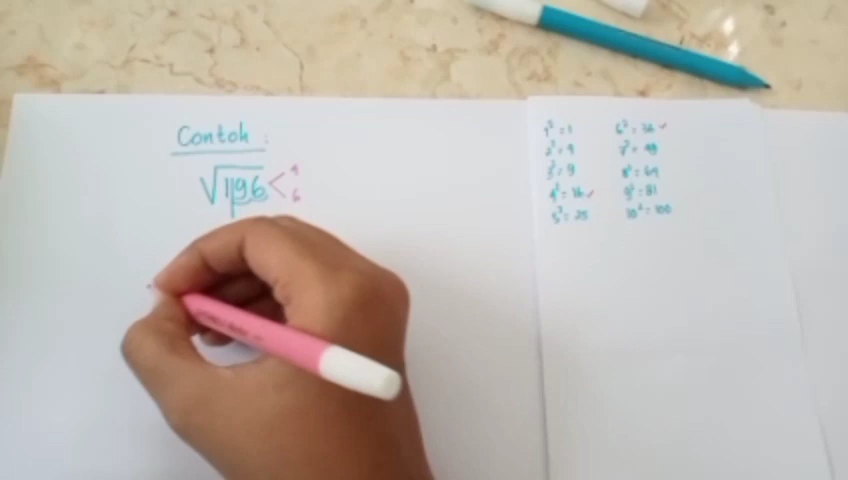 Contoh :
√196 < 4
6
1² = 1
2² = 4
3² = 9
4² = 16 ✓
5² = 25
6² = 36 ✓
7² = 49
8² = 64
9² = 81
10² = 100